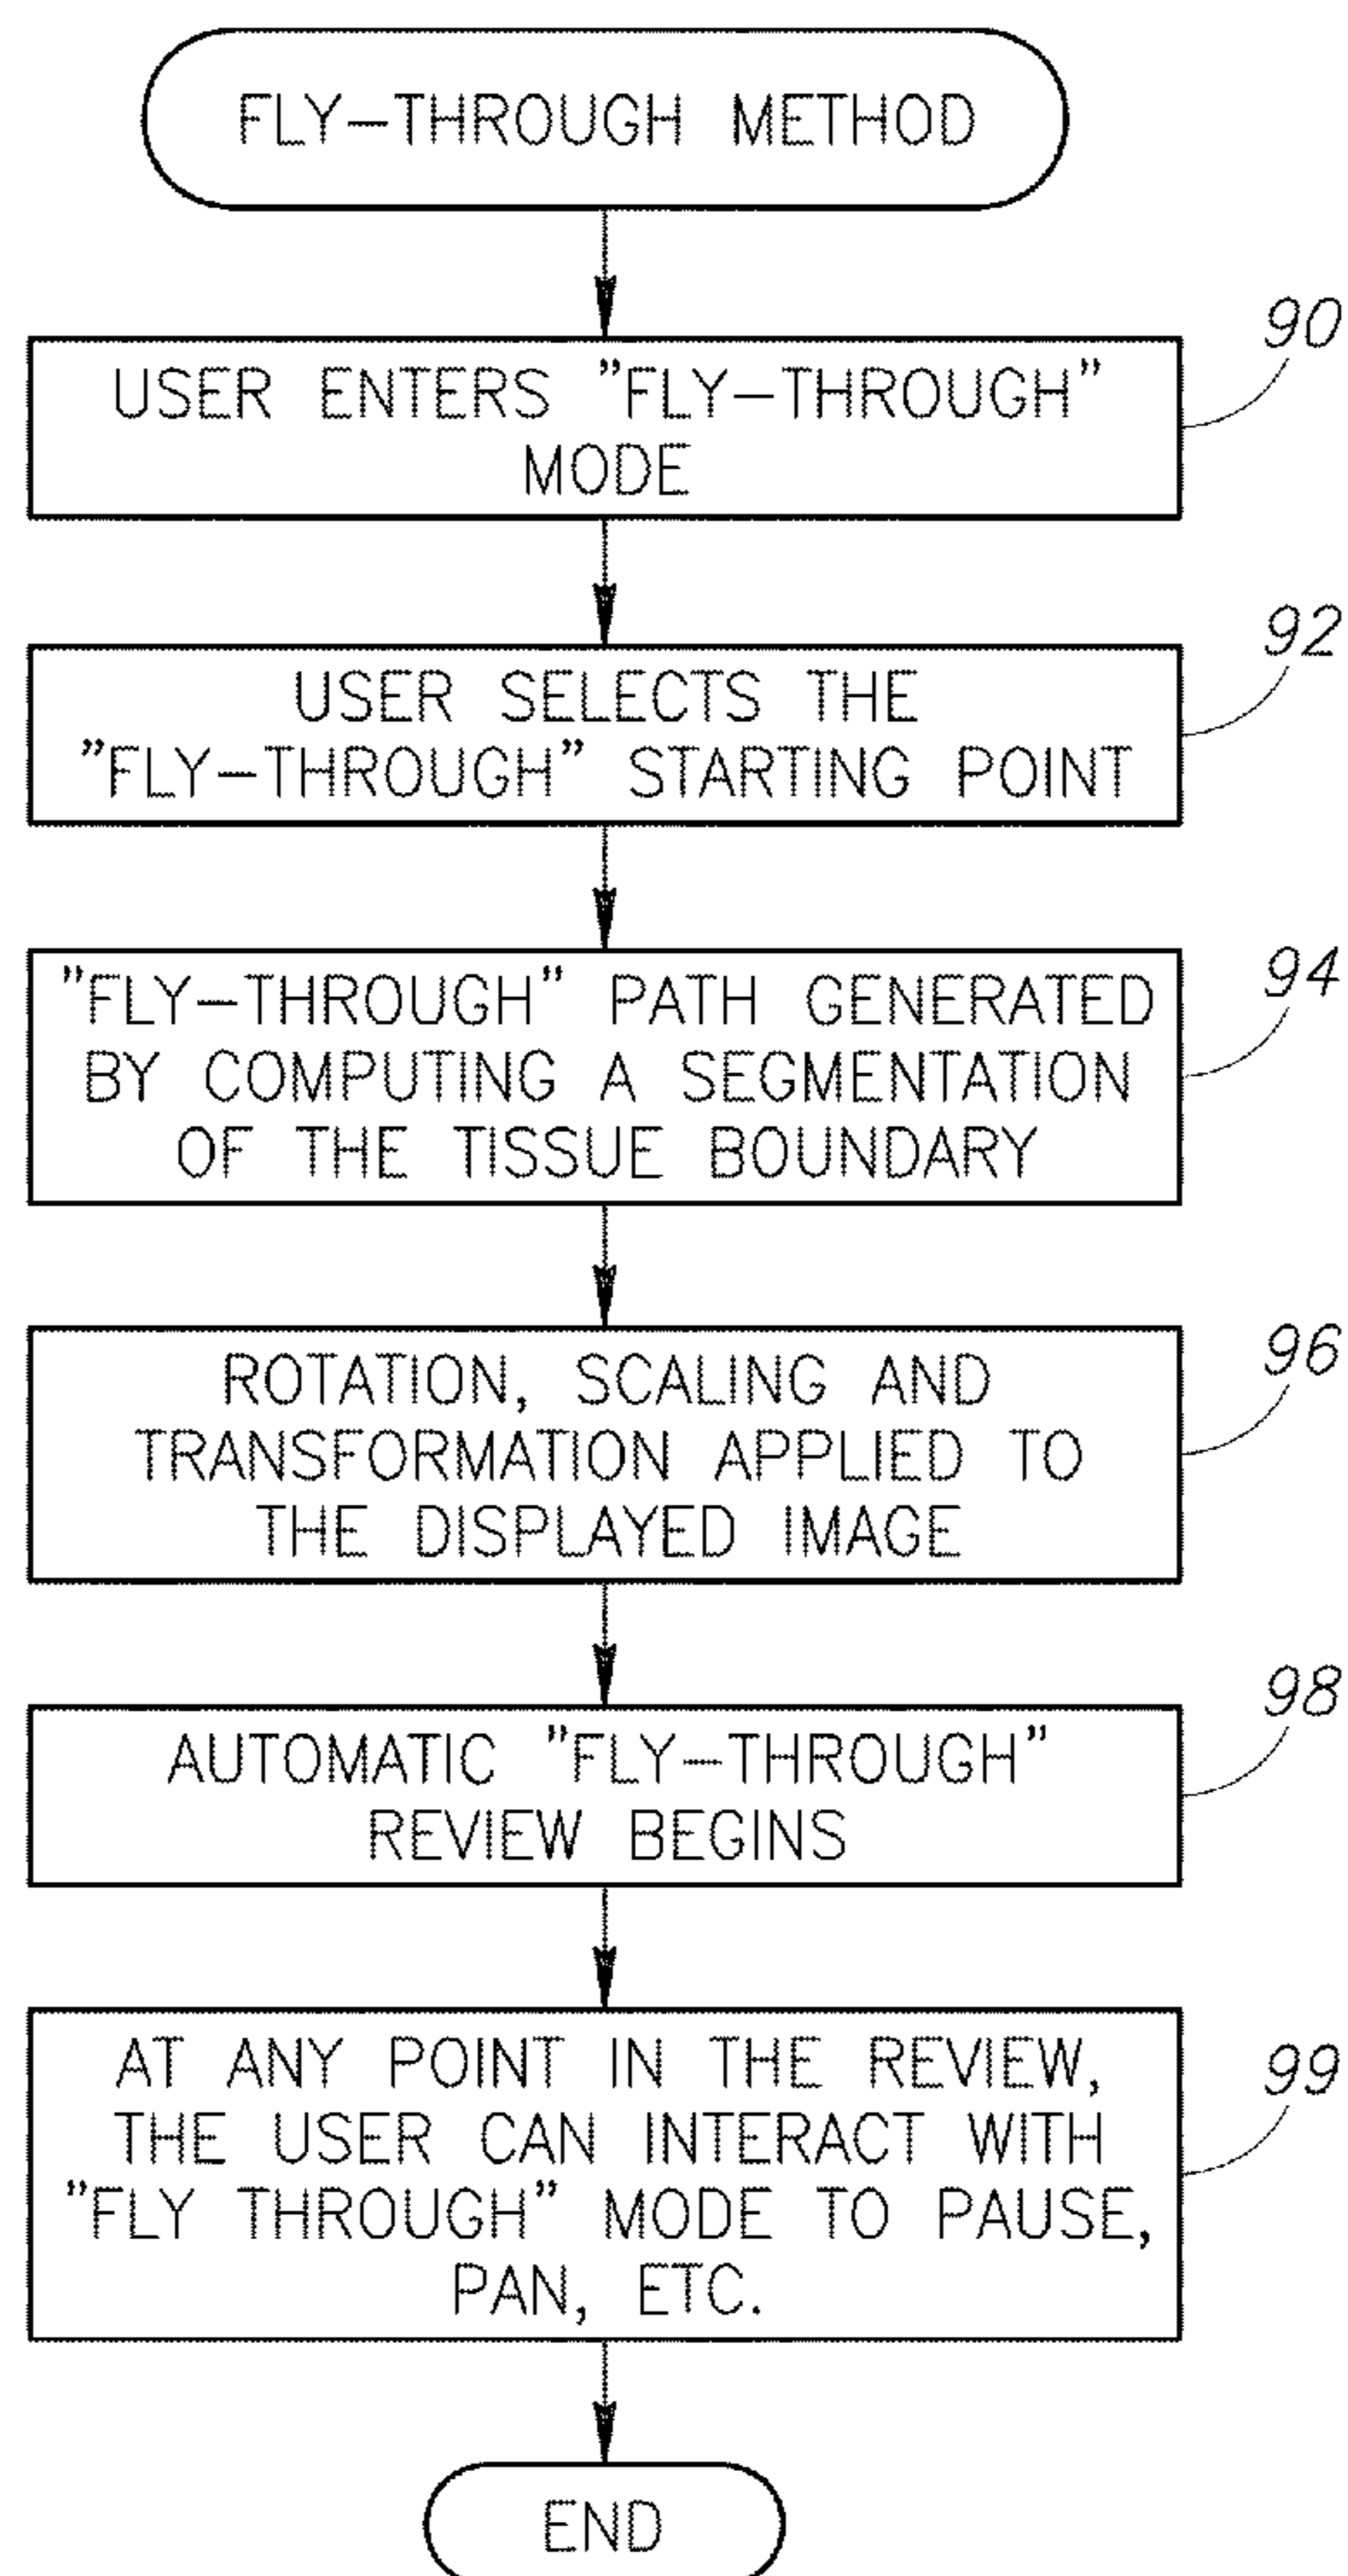 FLY-THROUGH METHOD
90
USER ENTERS "FLY-THROUGH"
MODE
92
USER SELECTS THE
"FLY-THROUGH" STARTING POINT
94
"FLY-THROUGH" PATH GENERATED
BY COMPUTING A SEGMENTATION
OF THE TISSUE BOUNDARY
96
ROTATION, SCALING AND
TRANSFORMATION APPLIED TO
THE DISPLAYED IMAGE
98
AUTOMATIC "FLY-THROUGH"
REVIEW BEGINS
99
AT ANY POINT IN THE REVIEW,
THE USER CAN INTERACT WITH
"FLY THROUGH" MODE TO PAUSE,
PAN, ETC.
END